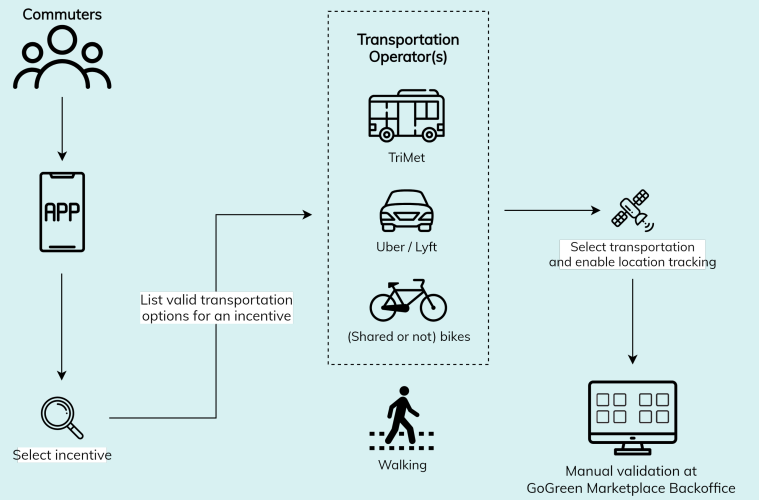 Commuters
APP
Select incentive
List valid transportation
options for an incentive
Transportation
Operator(s)
TriMet
Uber / Lyft
(Shared or not) bikes
Walking
Select transportation
and enable location tracking
Manual validation at
GoGreen Marketplace Backoffice